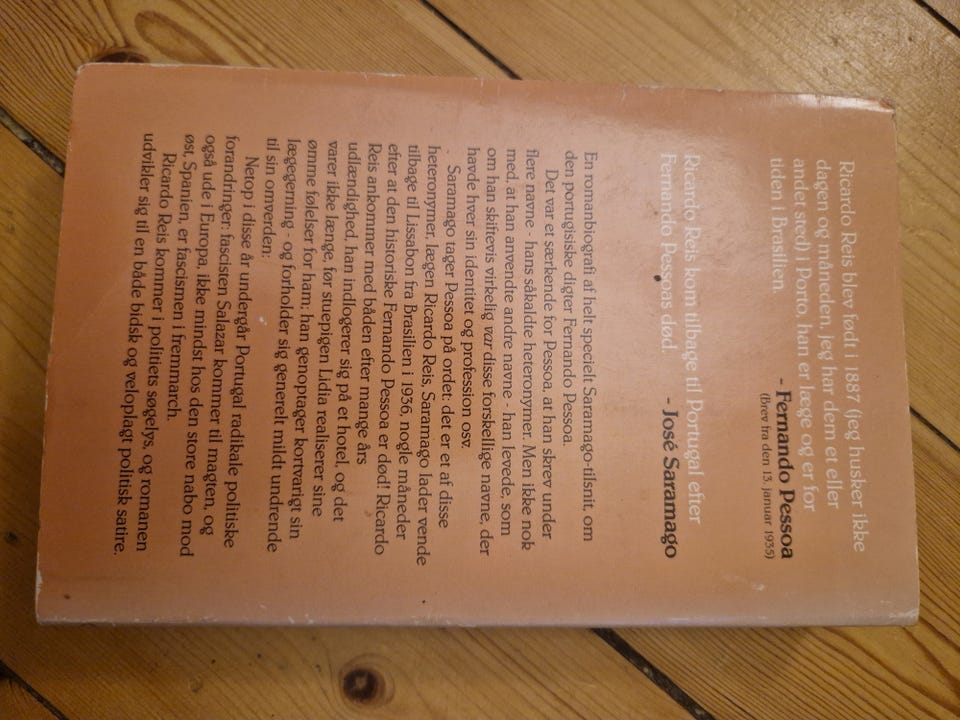 Ricardo Reis blev født i 1887 (jeg husker ikke
dagen og måneden, jeg har dem et eller
andet sted) i Porto, han er læge og er for
tiden i Brasilien.
- Fernando Pessoa
(Brev fra den 13. januar 1935)
Ricardo Reis kom tilbage til Portugal efter
Fernando Pessoas død.
- José Saramago
En romanbiografi af helt specielt Saramago-tilsnit, om
den portugisiske digter Fernando Pessoa.
Det var et særkende for Pessoa, at han skrev under
flere navne - hans såkaldte heteronymer. Men ikke nok
med, at han anvendte andre navne - han levede, som
om han skiftevis virkelig var disse forskellige navne, der
havde hver sin identitet og profession osv.
Saramago tager Pessoa på ordet: det er et af disse
heteronymer, lægen Ricardo Reis, Saramago lader vende
tilbage til Lissabon fra Brasilien i 1936, nogle måneder
efter at den historiske Fernando Pessoa er død! Ricardo
Reis ankommer med båden efter mange års
udlændighed, han indlogerer sig på et hotel, og det
varer ikke længe, før stuepigen Lidia realiserer sine
ømme følelser for ham; han genoptager kortvarigt sin
lægegerning - og forholder sig generelt mildt undrende
til sin omverden;
Netop i disse år undergår Portugal radikale politiske
forandringer: fascisten Salazar kommer til magten, og
også ude i Europa, ikke mindst hos den store nabo mod
øst, Spanien, er fascismen i fremmarch.
Ricardo Reis kommer i politiets søgelys, og romanen
udvikler sig til en både bidsk og veloplagt politisk satire.